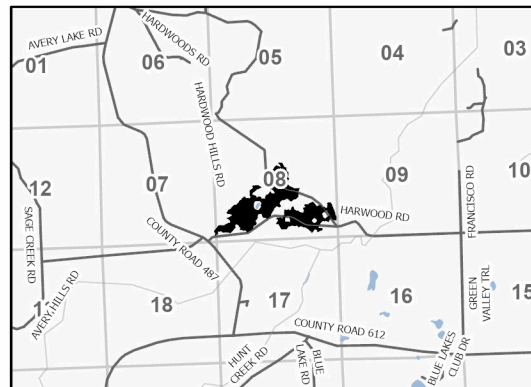 AVERY LAKE RD
HARDWOODS RD
01
06
05
04
03
HARDWOOD HILLS RD
12
07
08
09
10
SAGE CREEK RD
HARWOOD RD
FRANCISCO RD
COUNTY ROAD 487
AVERY HILLS RD
18
17
16
15
GREEN
VALLEY TRL
COUNTY ROAD 612
HUNT
CREEK RD
BLUE
LAKE RD
BLUE LAKES
CLUB DR